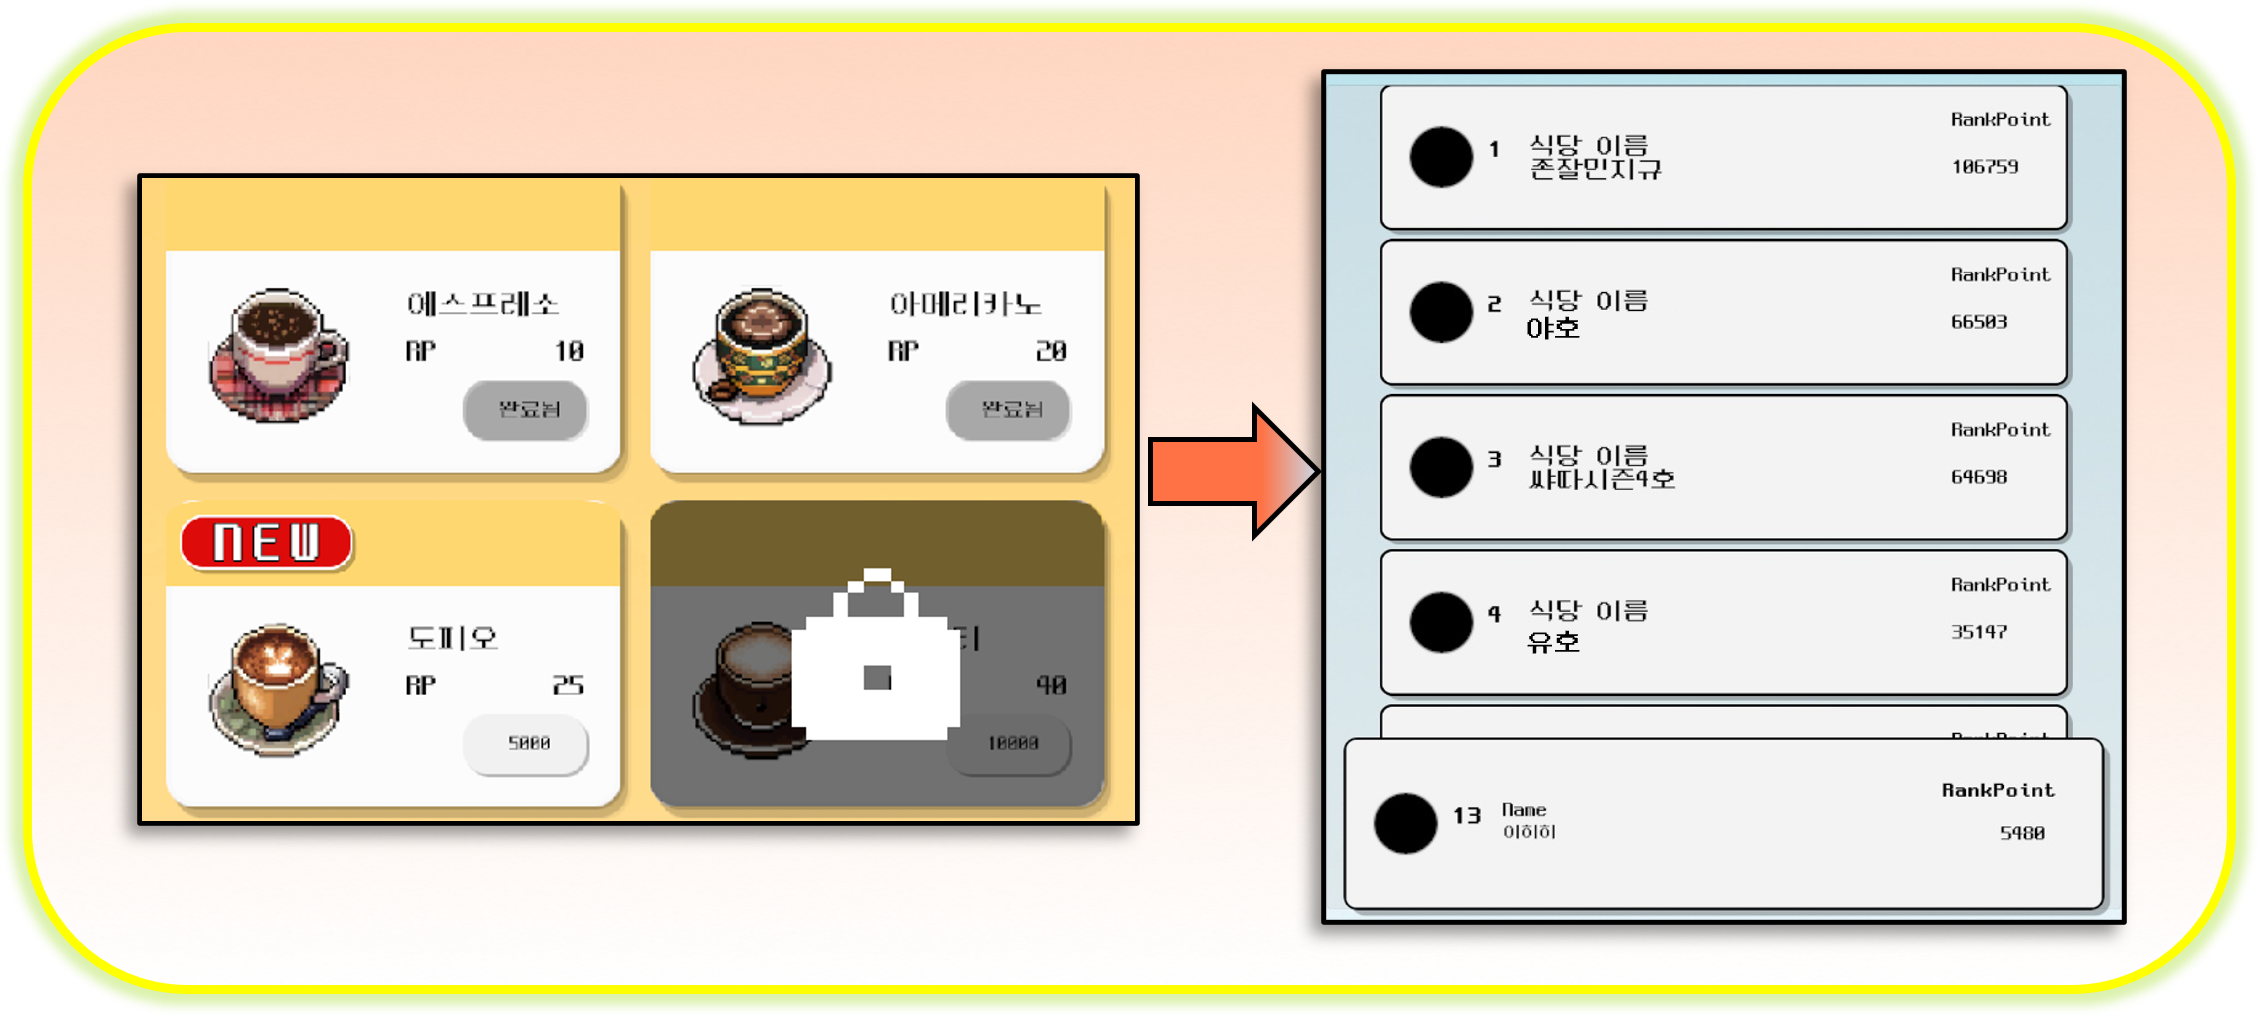 에스프레소
RP 10
완료됨
아메리카노
RP 20
완료됨
NEW
도피오
RP 25
5000
40
10000
1 식당 이름
존잘민지규
RankPoint
106759
2 식당 이름
야호
RankPoint
66503
3 식당 이름
쌰따시즌4호
RankPoint
64698
4 식당 이름
유호
RankPoint
35147
RankPoint
13 Name
이히히
RankPoint
5480